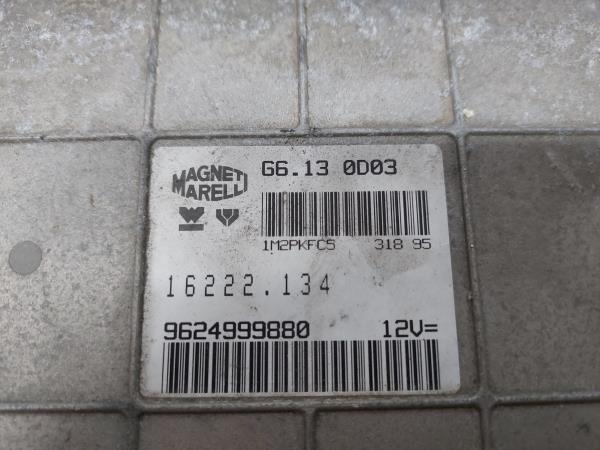 MAGNETI
MARELLI
G6.13 0D03
1M2PKFC5 318 95
16222.134
9624999880 12V=